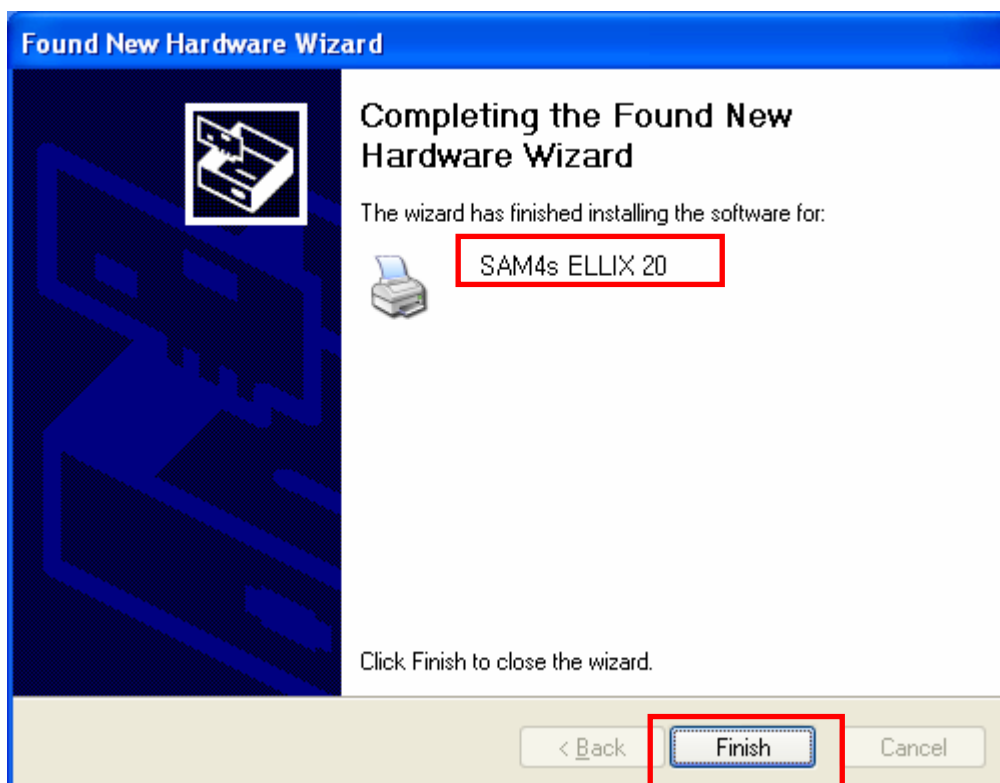 Found New Hardware Wizard
Completing the Found New
Hardware Wizard
The wizard has finished installing the software for:
SAM4s ELLIX 20
Click Finish to close the wizard.
< Back
Finish
Cancel